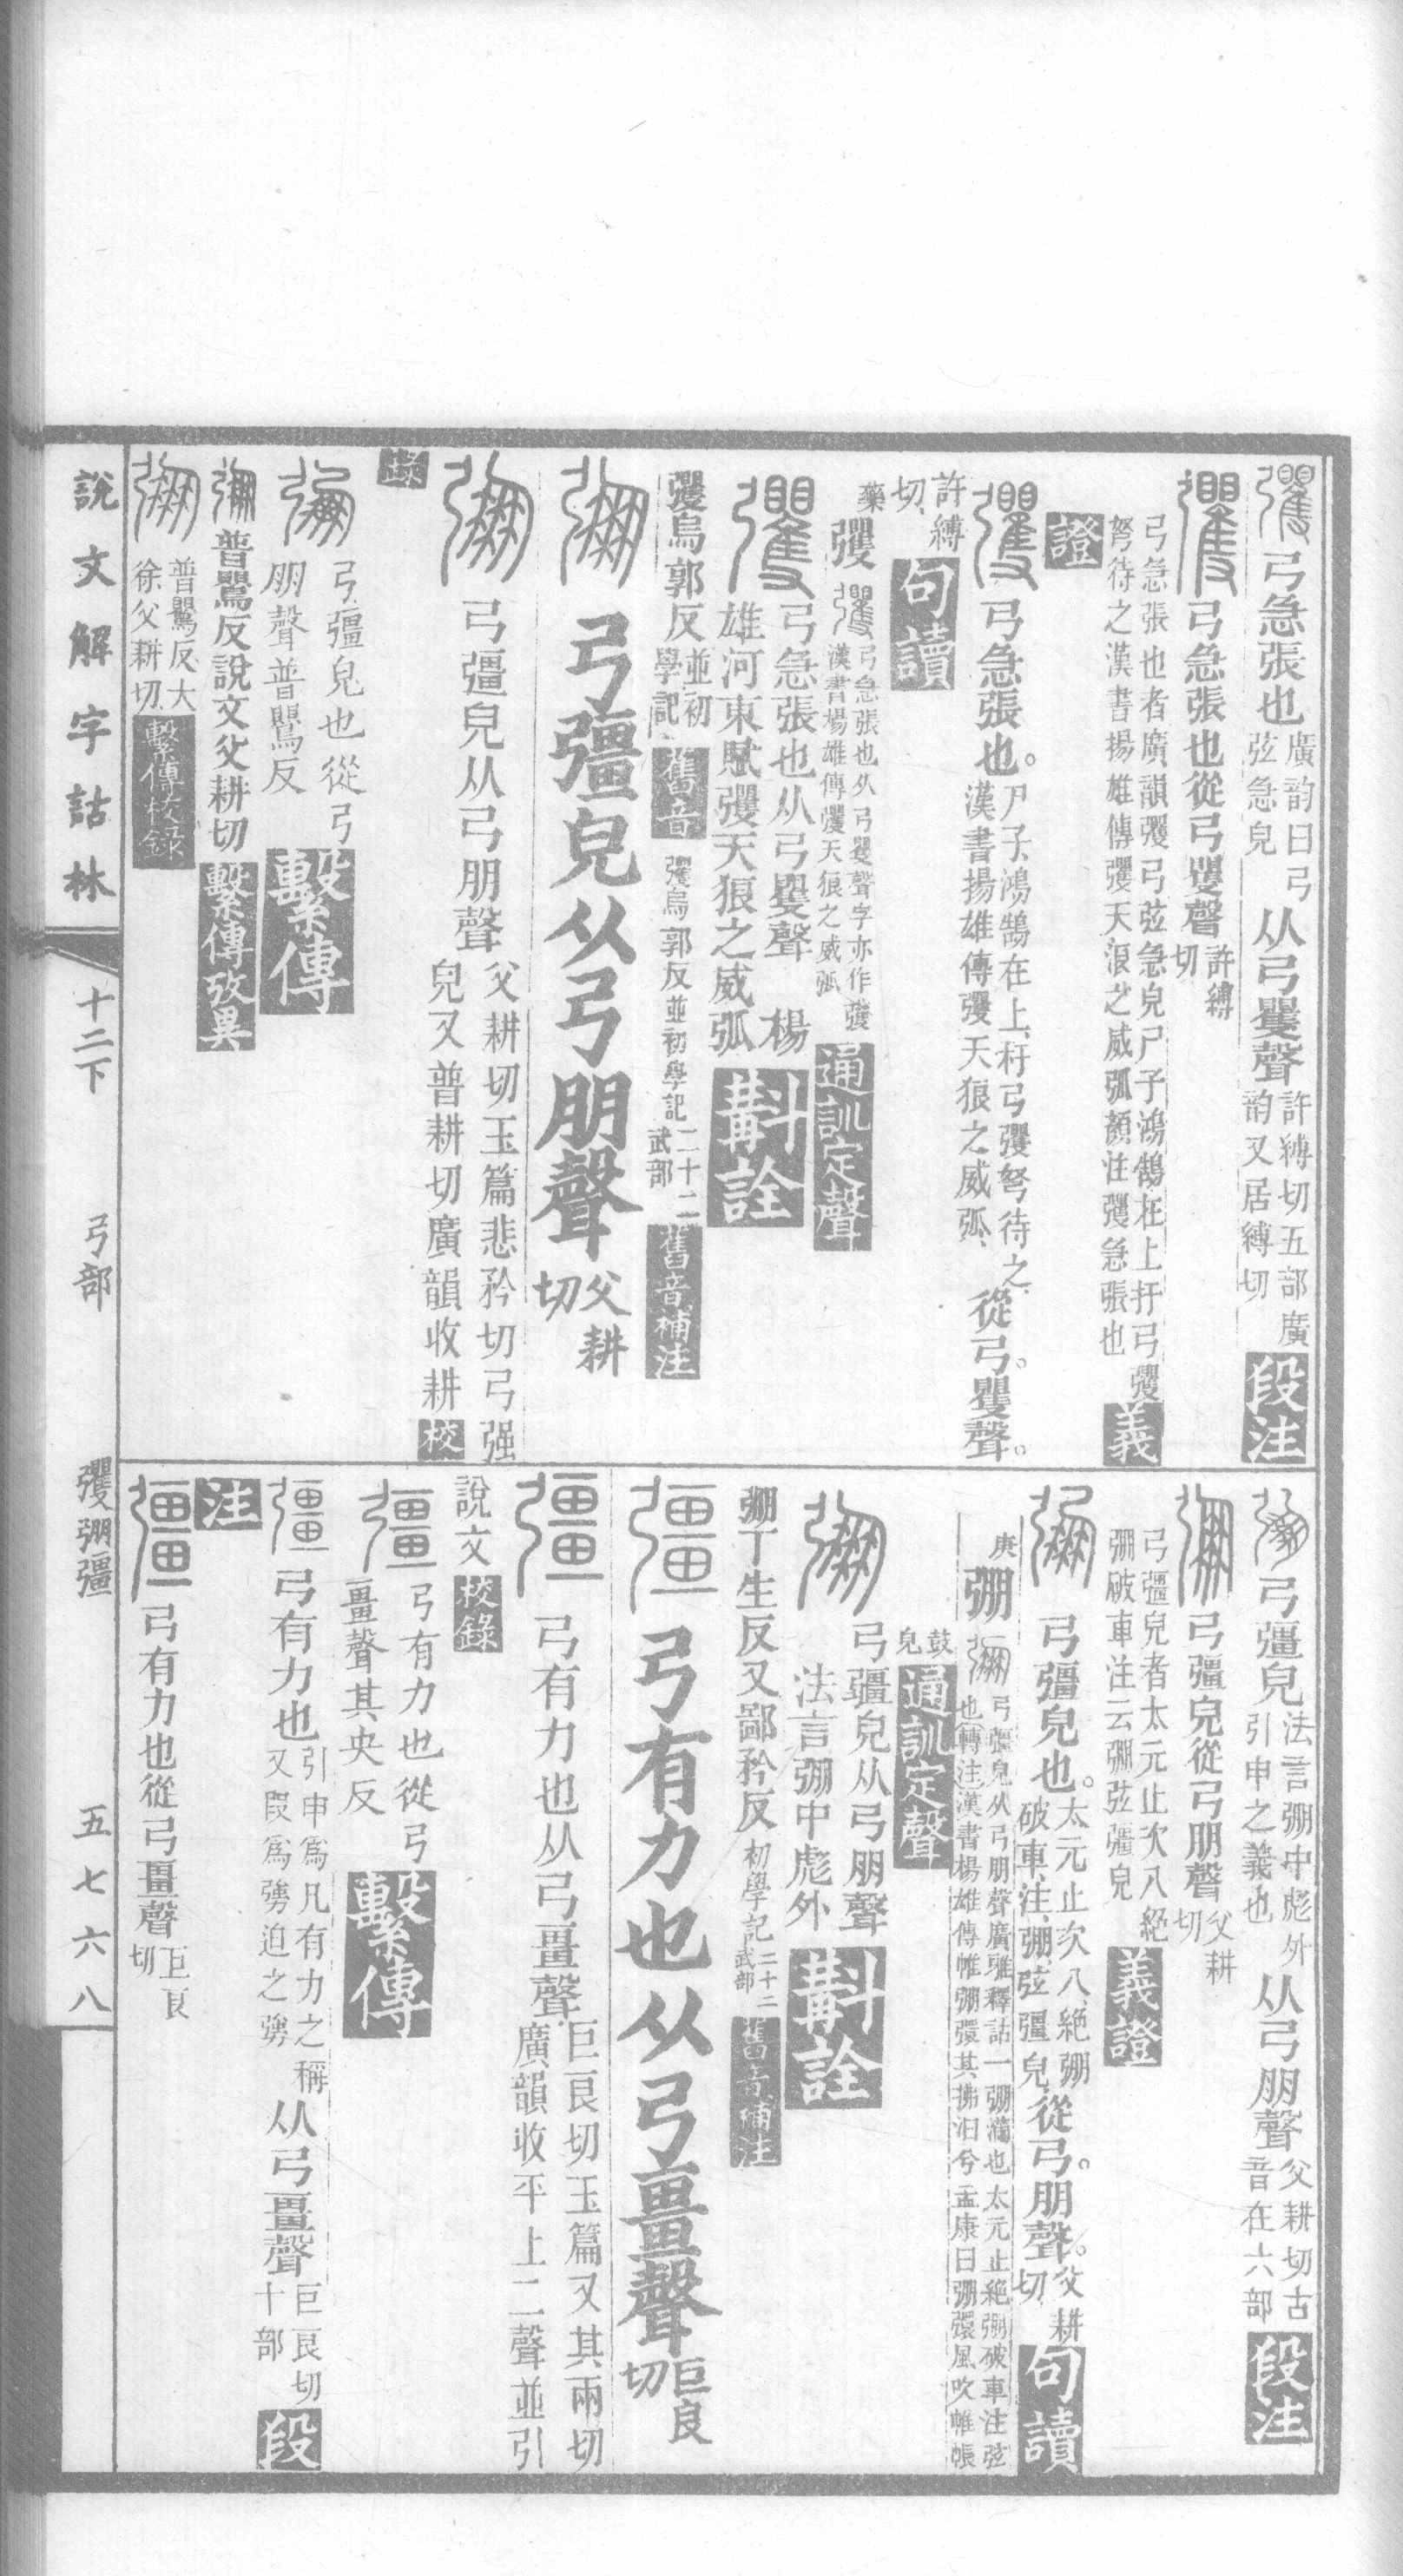 彏弓急張也廣韵曰弓弦急皃从弓矍聲許縛切五部廣韵又居縛切段注
彏弓急張也從弓矍聲許縛切
弓急張也者廣韻彏弓弦急皃尸子鴻鵠在上扞弓彏弩待之漢書揚雄傳彏天狼之威弧顏注彏急張也義
證
彏弓急張也。尸子、鴻鵠在上、扜弓彏弩待之、漢書揚雄傳彏天狼之威弧、從弓。矍聲。
許縛切、句讀
藥
彏彏弓急張也从弓矍聲字亦作彠漢書揚雄傳彏天狼之威弧通訓定聲
彏弓急張也从弓矍聲 楊雄河東賦彏天狼之威弧斠詮
彏烏郭反並初學記舊音 彏烏郭反並初學記二十二武部舊音補注
弸弓彊皃从弓朋聲父耕切
弸弓彊皃从弓朋聲父耕切玉篇悲矜切弓强皃又普耕切廣韻收耕校
錄
弸弓彊皃也從弓朋聲普鸎反繫傳
弸普鸎反說文父耕切繫傳攷異
弸普鸎反大徐父耕切繫傳校録
弸弓彊皃法言弸中彪外引申之義也从弓朋聲父耕切古音在六部段注
弸弓彊皃從弓朋聲父耕切
弓彊皃者太元止次八絕弸破車注云弸弦彊皃義證
弸弓彊皃也。太元止次八、絕弸破車、注、弸、弦彊皃、從弓。朋聲。父耕切句讀
庚
弸弸弓彊皃从弓朋聲廣雅釋詁一弸滿也太元止絕弸破車注弦也轉注漢書楊雄傳帷弸彋其拂汨兮孟康曰弸彋風吹帷帳
鼓皃通訓定聲
弸弓彊皃从弓朋聲法言弸中彪外斠詮
弸丁生反又鄙矜反初學記二十二武部舊音補注
彊弓有力也从弓畺聲巨良切
彊弓有力也从弓畺聲巨良切玉篇又其兩切廣韻收平上二聲並引
說文校錄
彊弓有力也從弓畺聲其央反繫傳
彊弓有力也引申爲凡有力之稱又叚爲勥迫之勥从弓畺聲巨良切十部段
注
彊弓有力也從弓畺聲巨良切
說文解字詁林 十二下 弓部 彏弸彊 五七六八